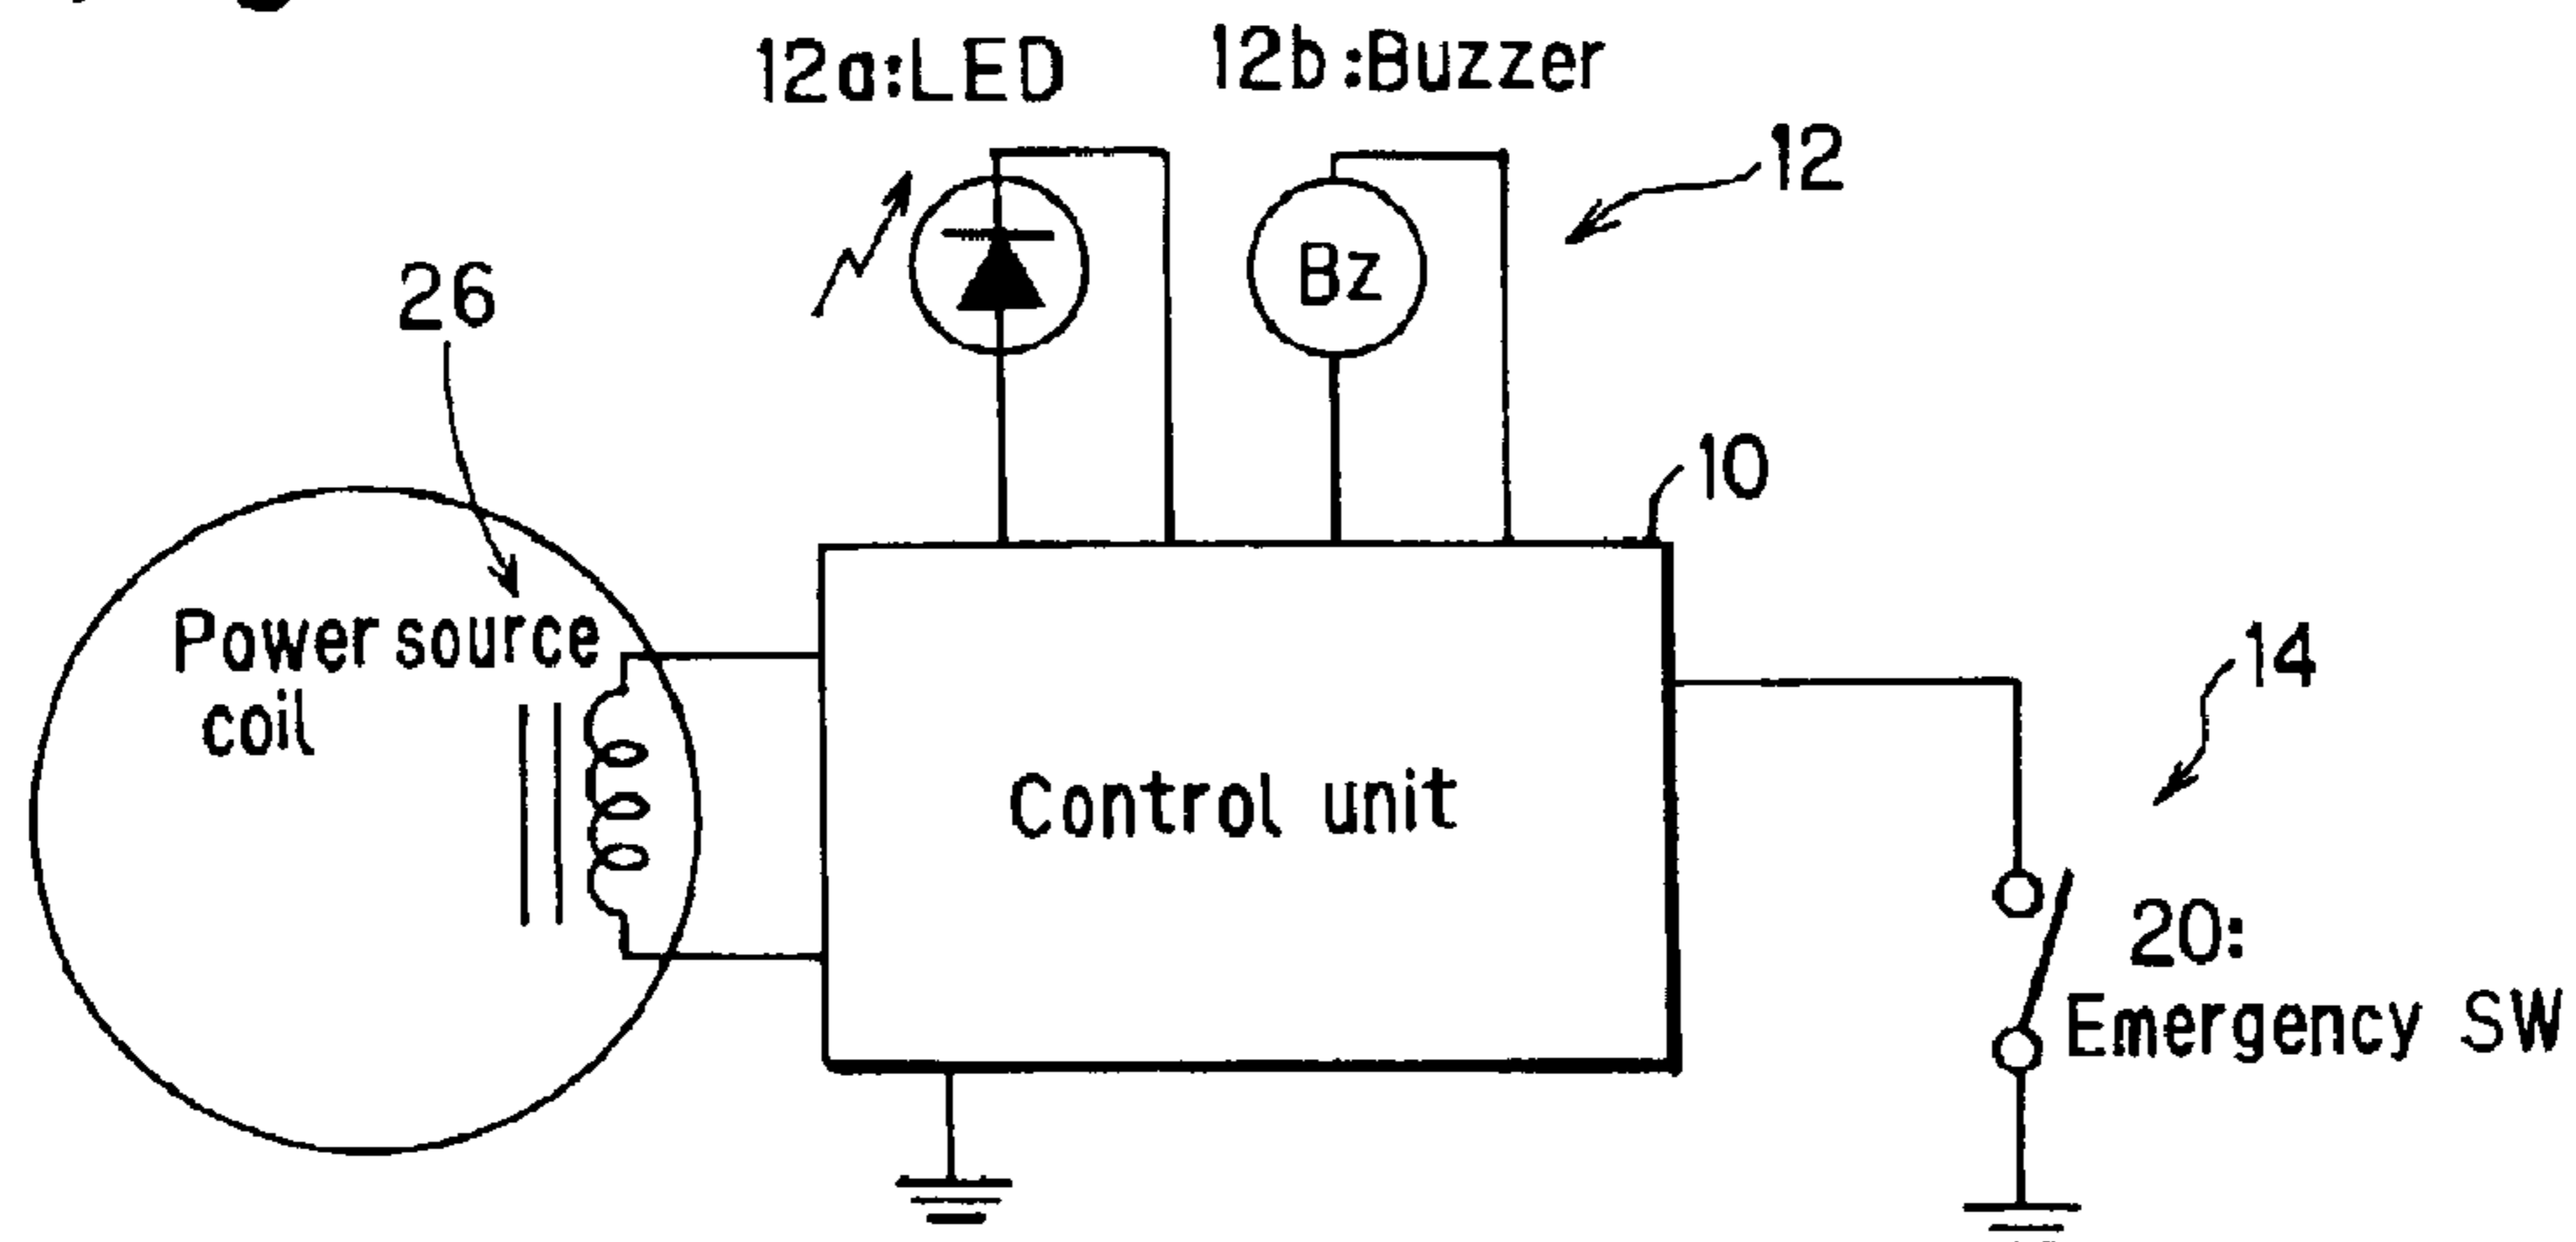 12a:LED
12b:Buzzer
12
26
Bz
10
Power source
coil
14
Control unit
20:
Emergency SW